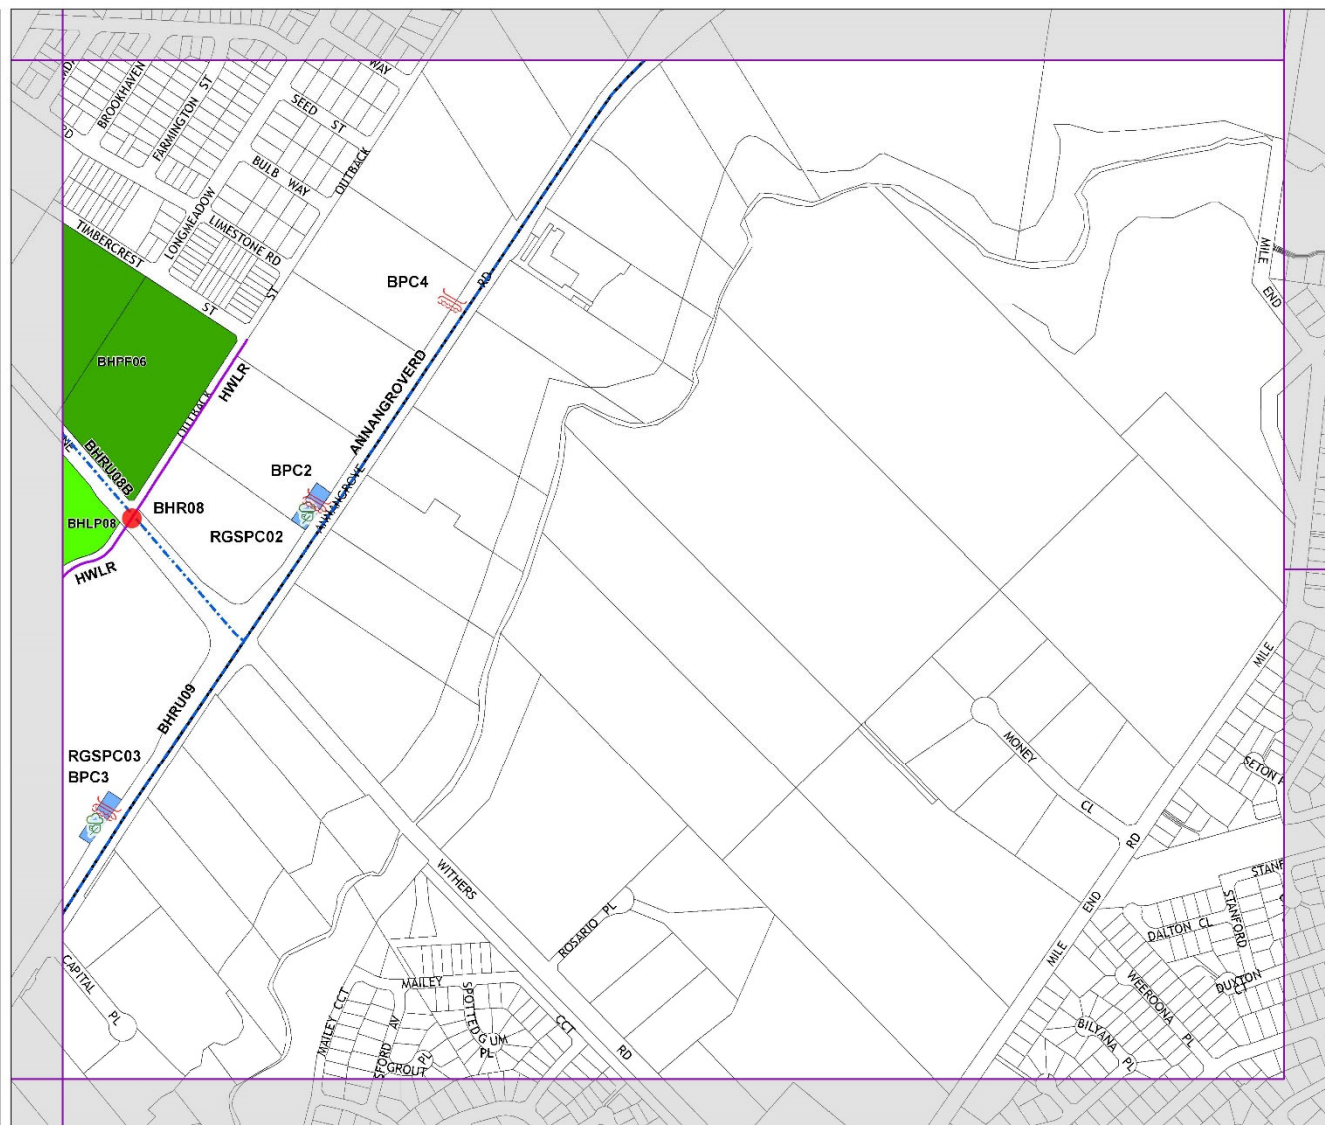 WAY
BROOKHAVEN
FARMINGTON ST
SEED ST
BULB WAY
OUTBACK
RD
LONGMEADOW
LIMESTONE RD
TIMBERCREST
ST
ST
MILE
END
BPC4
RD
BHPF06
HWLR
OUTBACK
ANNANGROVERD
BHRU08B
BPC2
ANNANGROVE
BHR08
BHLP08
RGSPC02
HWLR
BHRU09
MILE
RGSPC03
BPC3
MONEY
CL
SETON
RD
WITHERS
END
ROSARIO PL
STANFORD
DALTON CL
MILE
CAPITAL
PL
MAILEY
MAILEY CCT
SPOTTED GUM
PL
CCT
RD
SFORD AV
GROUT PL
WEEROONA
PL
DUXTON
CT
BILYANA
PL